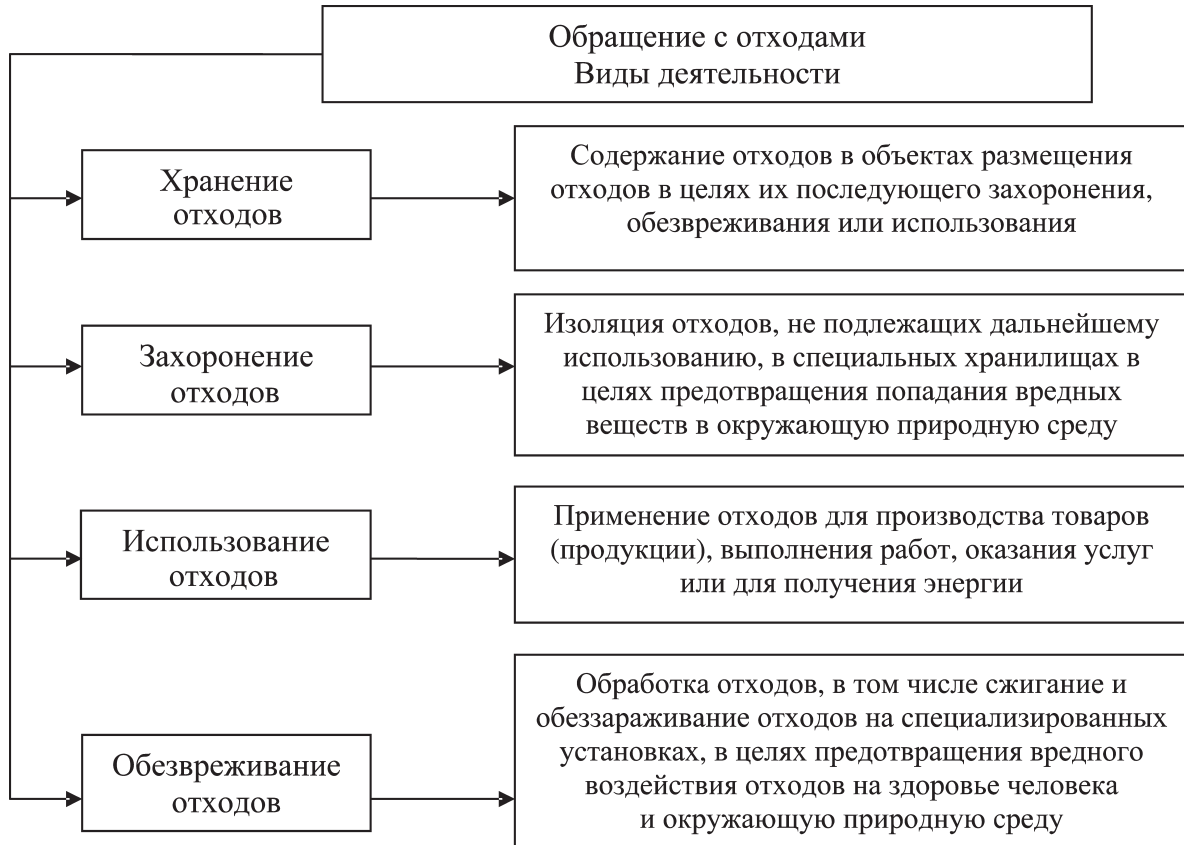 Обращение с отходами
Виды деятельности
Хранение
отходов
Содержание отходов в объектах размещения
отходов в целях их последующего захоронения,
обезвреживания или использования
Захоронение
отходов
Изоляция отходов, не подлежащих дальнейшему
использованию, в специальных хранилищах в
целях предотвращения попадания вредных
веществ в окружающую природную среду
Использование
отходов
Применение отходов для производства товаров
(продукции), выполнения работ, оказания услуг
или для получения энергии
Обезвреживание
отходов
Обработка отходов, в том числе сжигание и
обеззараживание отходов на специализированных
установках, в целях предотвращения вредного
воздействия отходов на здоровье человека
и окружающую природную среду